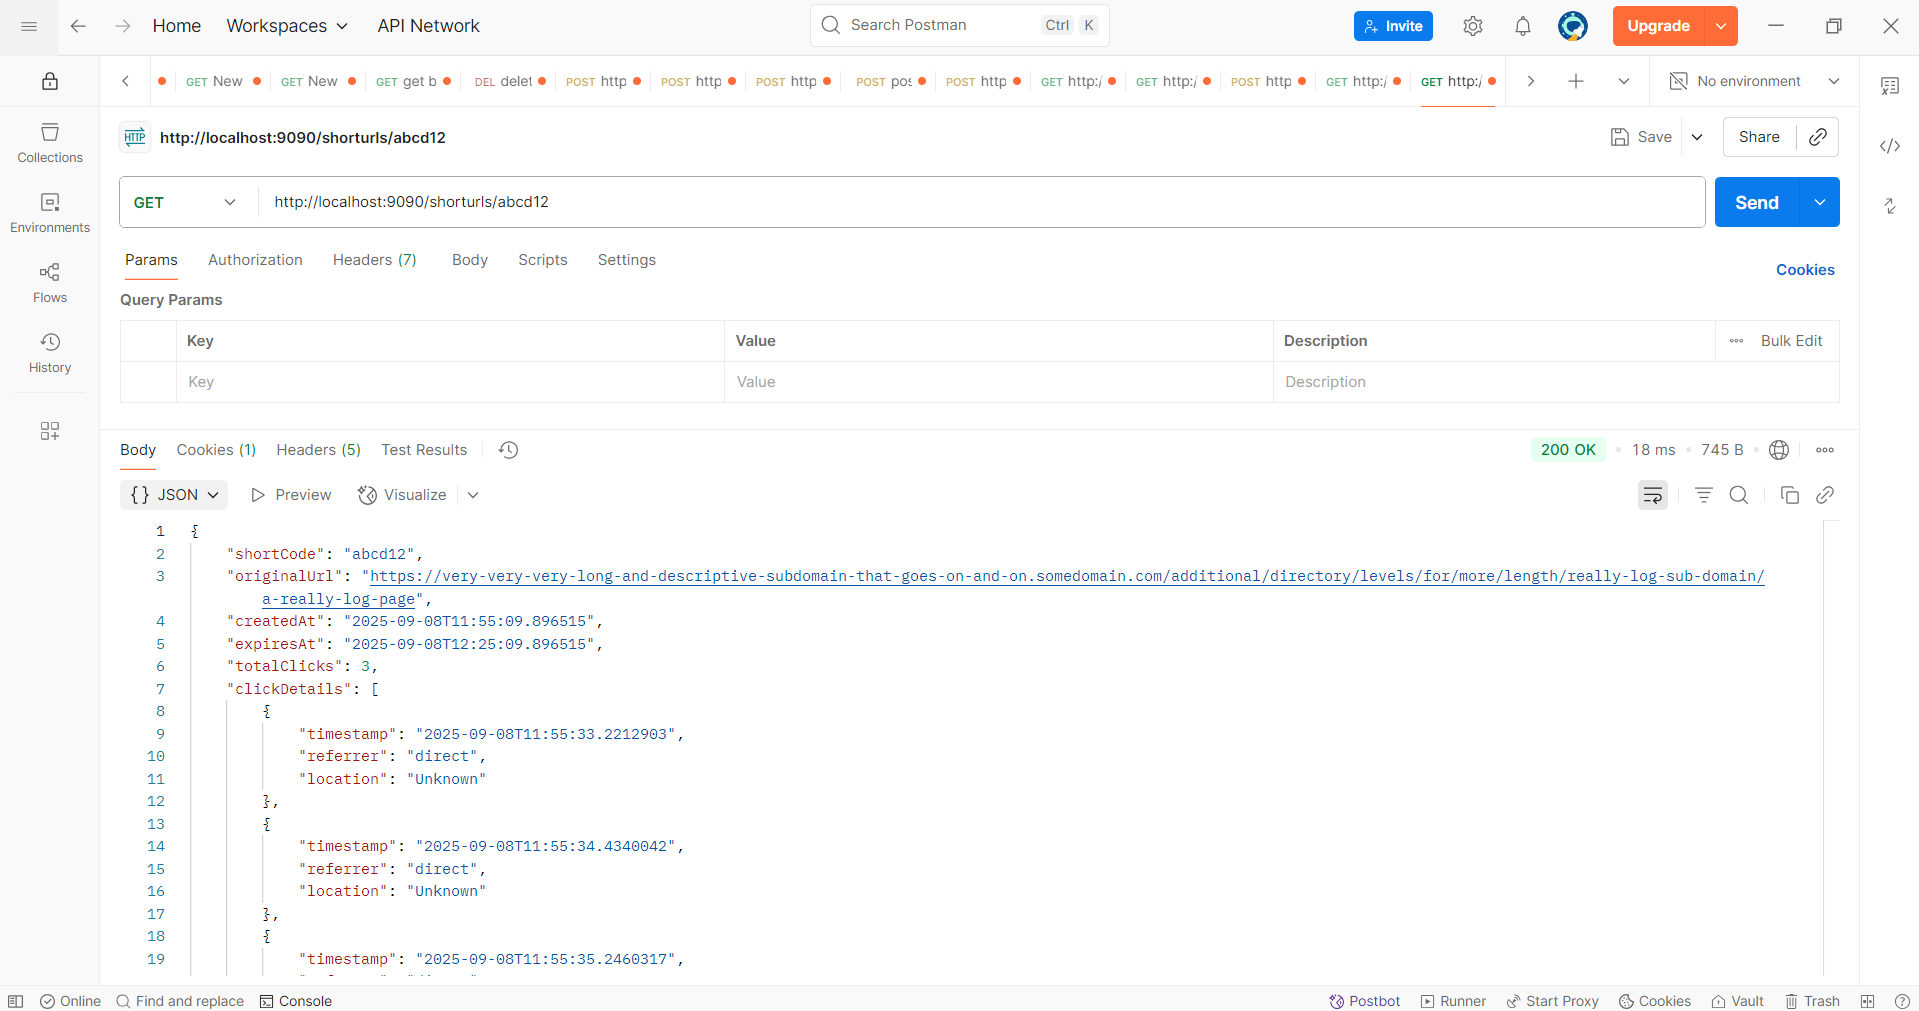 Home Workspaces API Network Search Postman Ctrl K Invite Upgrade
GET New GET New GET get b DEL delet POST http POST http POST http POST pos POST http GET http:/ GET http:/ POST http GET http:/ GET http:/ No environment
HTTP http://localhost:9090/shorturls/abcd12 Save Share
Collections
Environments
Flows
History
GET http://localhost:9090/shorturls/abcd12 Send
Params Authorization Headers (7) Body Scripts Settings Cookies
Query Params
Key Value Description Bulk Edit
Key Value Description
Body Cookies (1) Headers (5) Test Results 200 OK 18 ms 745 B
{} JSON Preview Visualize
1 {
2 "shortCode": "abcd12",
3 "originalUrl": "https://very-very-very-long-and-descriptive-subdomain-that-goes-on-and-on.somedomain.com/additional/directory/levels/for/more/length/really-log-sub-domain/
a-really-log-page",
4 "createdAt": "2025-09-08T11:55:09.896515",
5 "expiresAt": "2025-09-08T12:25:09.896515",
6 "totalClicks": 3,
7 "clickDetails": [
8 {
9 "timestamp": "2025-09-08T11:55:33.2212903",
10 "referrer": "direct",
11 "location": "Unknown"
12 },
13 {
14 "timestamp": "2025-09-08T11:55:34.4340042",
15 "referrer": "direct",
16 "location": "Unknown"
17 },
18 {
19 "timestamp": "2025-09-08T11:55:35.2460317",
Online Find and replace Console Postbot Runner Start Proxy Cookies Vault Trash